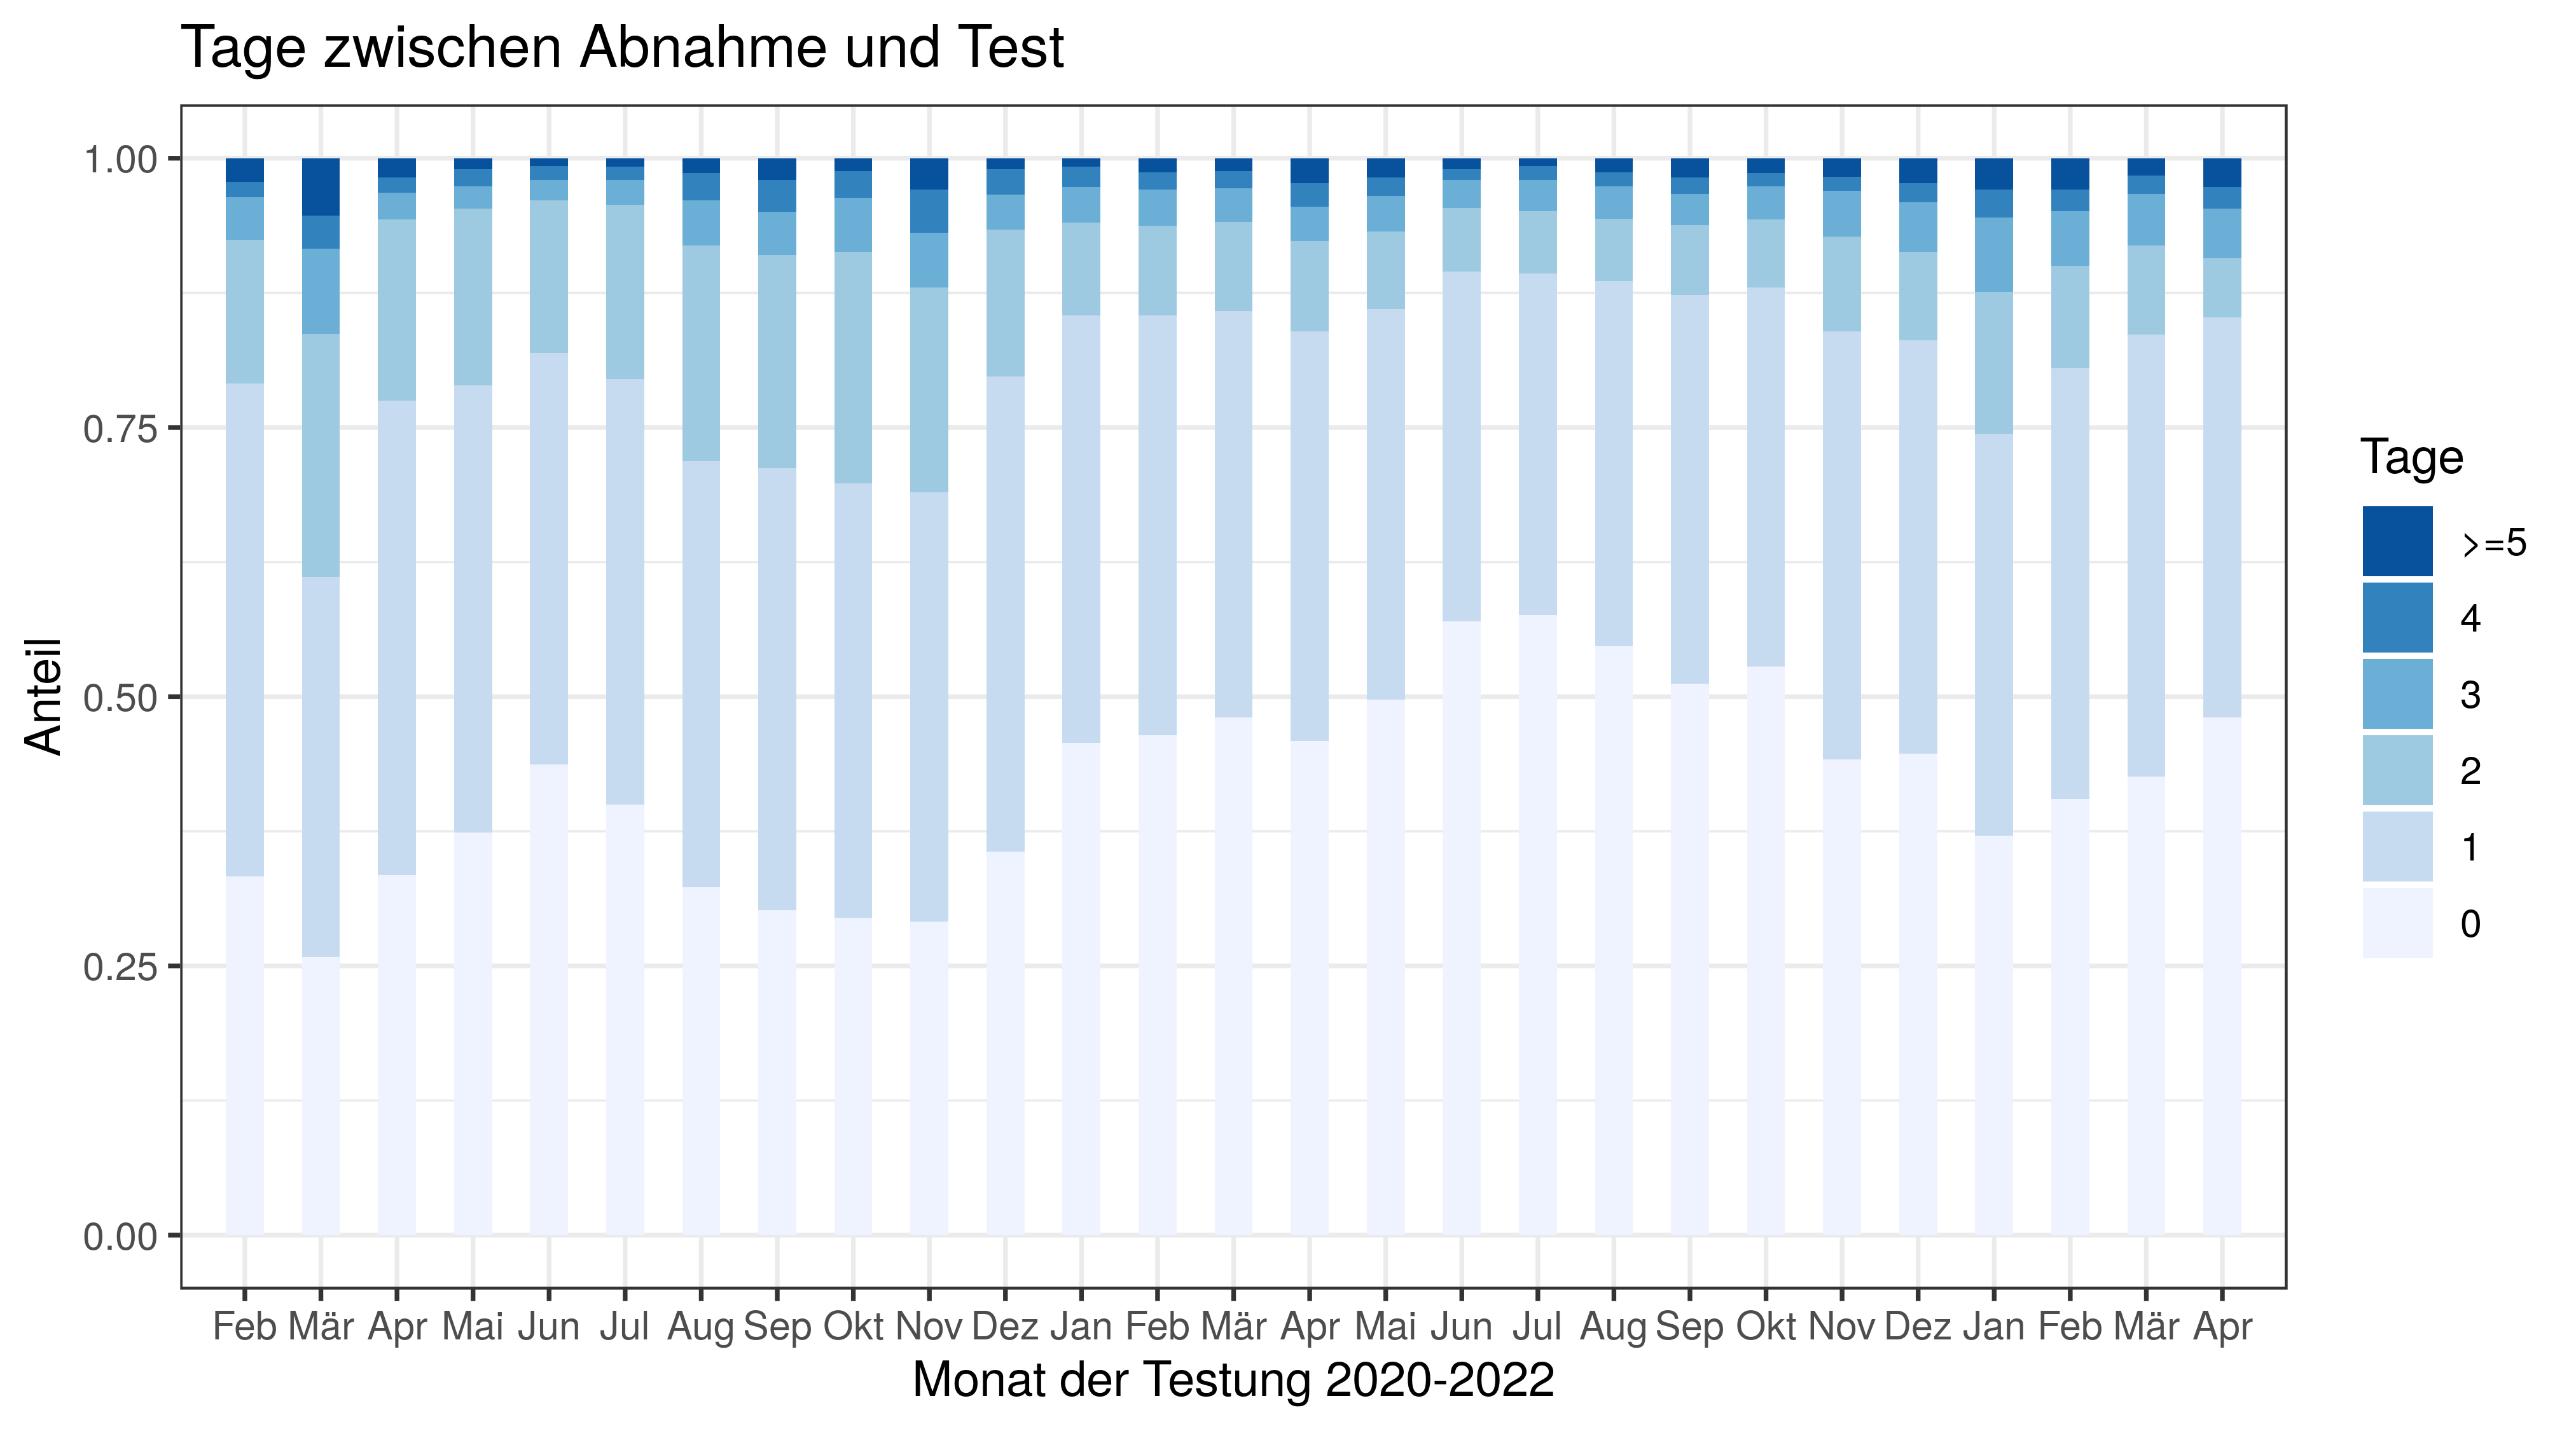 Tage zwischen Abnahme und Test
1.00
0.75
0.50
0.25
0.00
Anteil
Feb Mär Apr Mai Jun Jul Aug Sep Okt Nov Dez Jan Feb Mär Apr Mai Jun Jul Aug Sep Okt Nov Dez Jan Feb Mär Apr
Monat der Testung 2020-2022
Tage
>=5
4
3
2
1
0